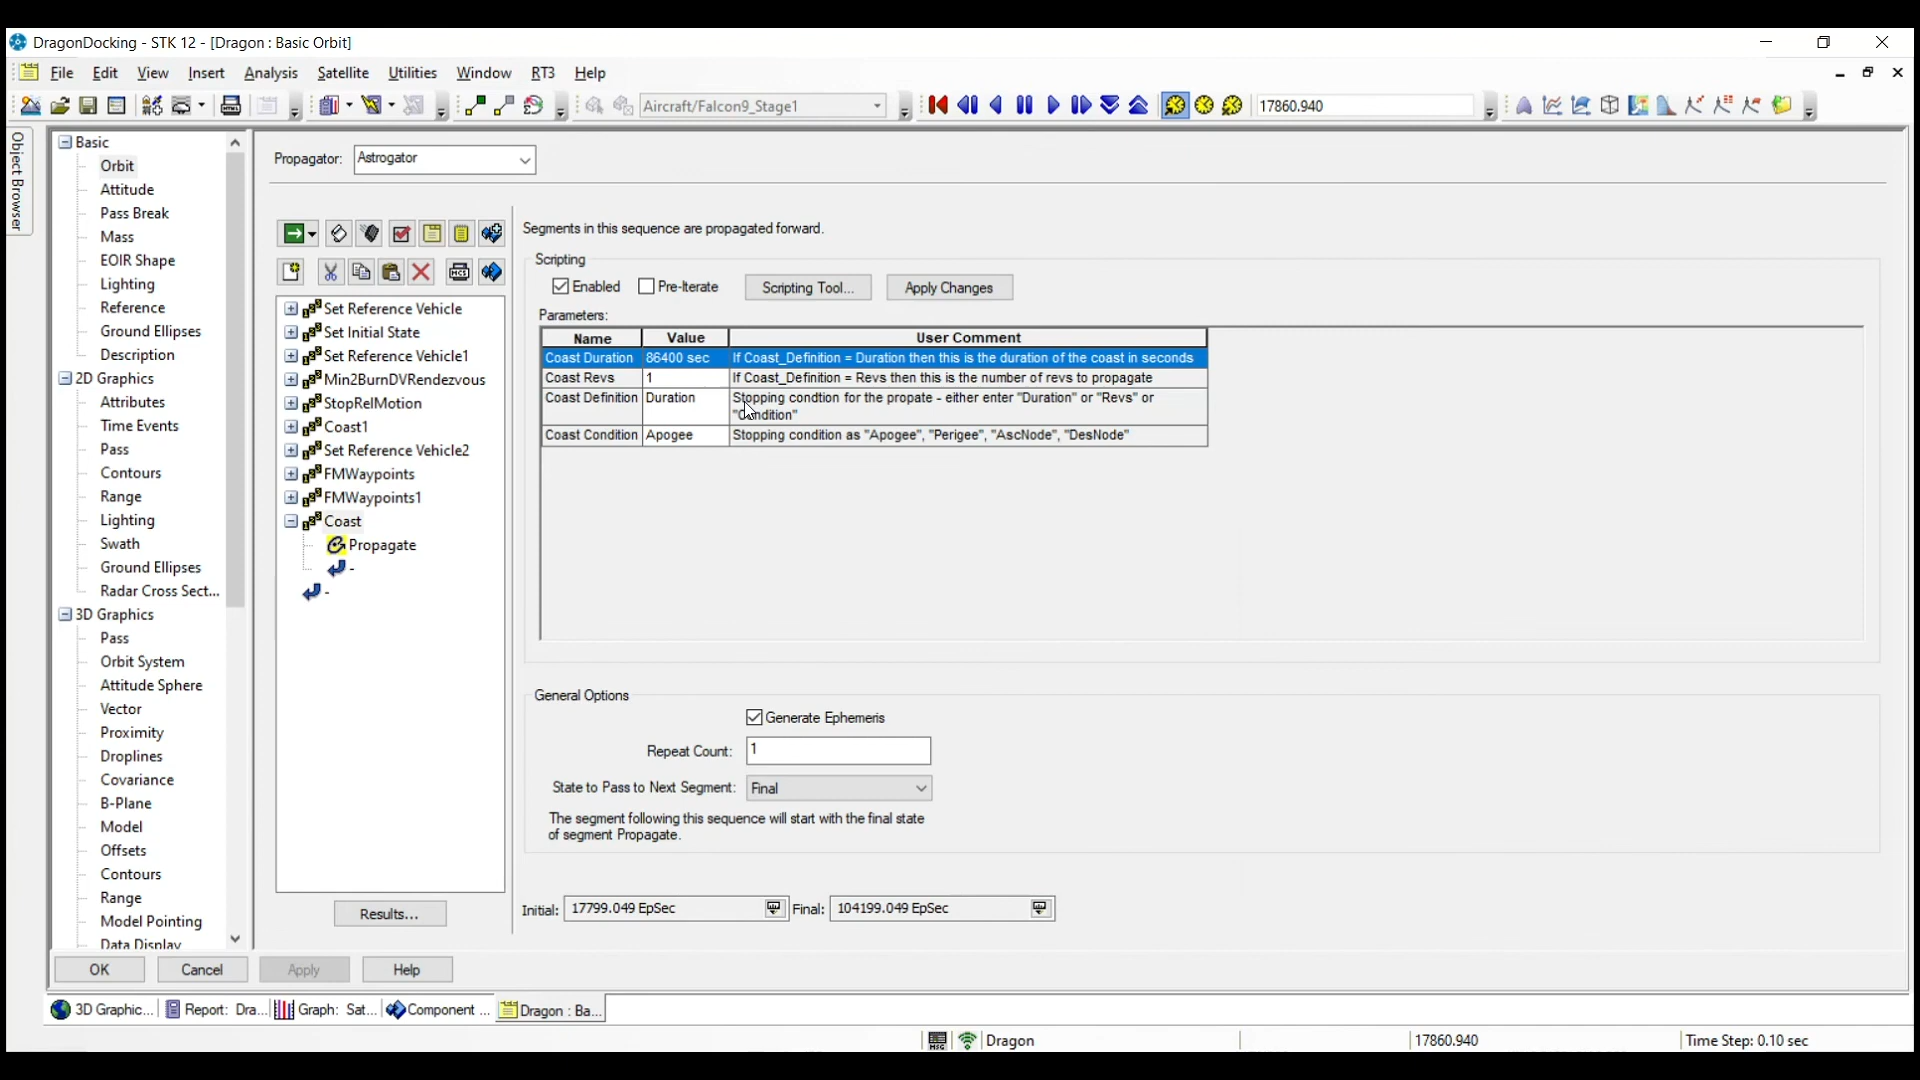 DragonDocking - STK 12 - [Dragon : Basic Orbit]
File Edit View Insert Analysis Satellite Utilities Window RT3 Help
Aircraft/Falcon9_Stage1 17860.940
Object Browser
Basic
Orbit
Attitude
Pass Break
Mass
EOIR Shape
Lighting
Reference
Ground Ellipses
Description
2D Graphics
Attributes
Time Events
Pass
Contours
Range
Lighting
Swath
Ground Ellipses
Radar Cross Sect...
3D Graphics
Pass
Orbit System
Attitude Sphere
Vector
Proximity
Droplines
Covariance
B-Plane
Model
Offsets
Contours
Range
Model Pointing
Data Display
Propagator: Astrogator
Set Reference Vehicle
Set Initial State
Set Reference Vehicle1
Min2BurnDVRendezvous
StopRelMotion
Coast1
Set Reference Vehicle2
FMWaypoints
FMWaypoints1
Coast
Propagate
-
-
Results...
Segments in this sequence are propagated forward.
Scripting
Enabled Pre-Iterate Scripting Tool... Apply Changes
Parameters:
Name Value User Comment
Coast Duration 86400 sec If Coast_Definition = Duration then this is the duration of the coast in seconds
Coast Revs 1 If Coast_Definition = Revs then this is the number of revs to propagate
Coast Definition Duration Stopping condtion for the propate - either enter "Duration" or "Revs" or
"Condition"
Coast Condition Apogee Stopping condition as "Apogee", "Perigee", "AscNode", "DesNode"
General Options
Generate Ephemeris
Repeat Count: 1
State to Pass to Next Segment: Final
The segment following this sequence will start with the final state
of segment Propagate.
Initial: 17799.049 EpSec Final: 104199.049 EpSec
OK Cancel Apply Help
3D Graphic... Report: Dra... Graph: Sat... Component ... Dragon : Ba...
MSG Dragon 17860.940 Time Step: 0.10 sec